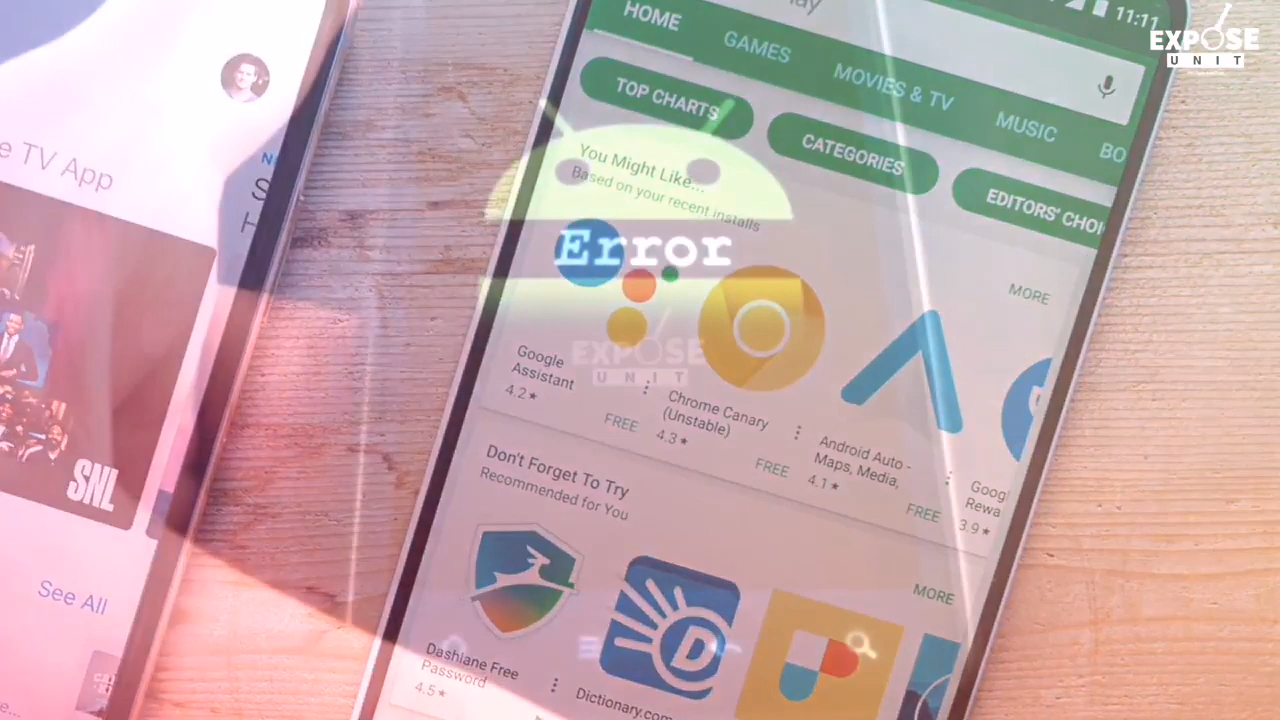 e TV App
SNL
See All
11:11
EXPOSE
UNIT
HOME
GAMES
MOVIES & TV
MUSIC
BO
TOP CHARTS
CATEGORIES
EDITORS' CHOI
You Might Like...
Based on your recent installs
Error
MORE
EXPOSE
UNIT
Google
Assistant
4.2★
FREE
Chrome Canary
(Unstable)
4.3★
FREE
Android Auto -
Maps, Media,
4.1★
FREE
Googl
Rewa
3.9★
Don't Forget To Try
Recommended for You
MORE
Dashlane Free
Password
4.5★
Dictionary.com